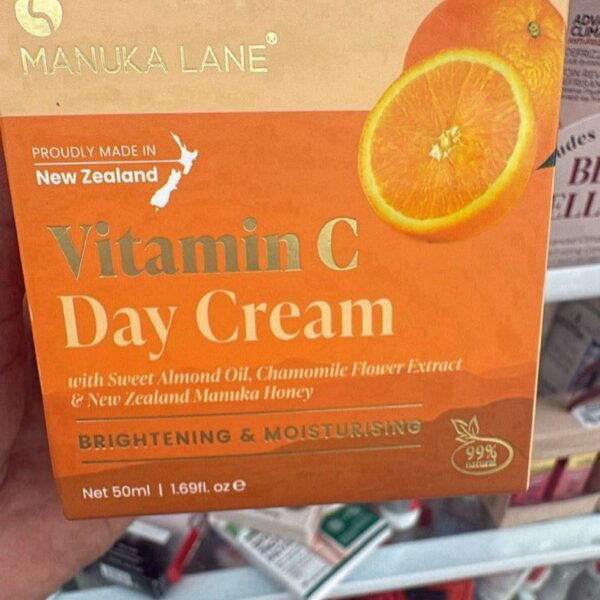 MANUKA LANE®
PROUDLY MADE IN
New Zealand
Vitamin C
Day Cream
with Sweet Almond Oil, Chamomile Flower Extract
& New Zealand Manuka Honey
BRIGHTENING & MOISTURISING
99%
natural
Net 50ml | 1.69fl. oz e